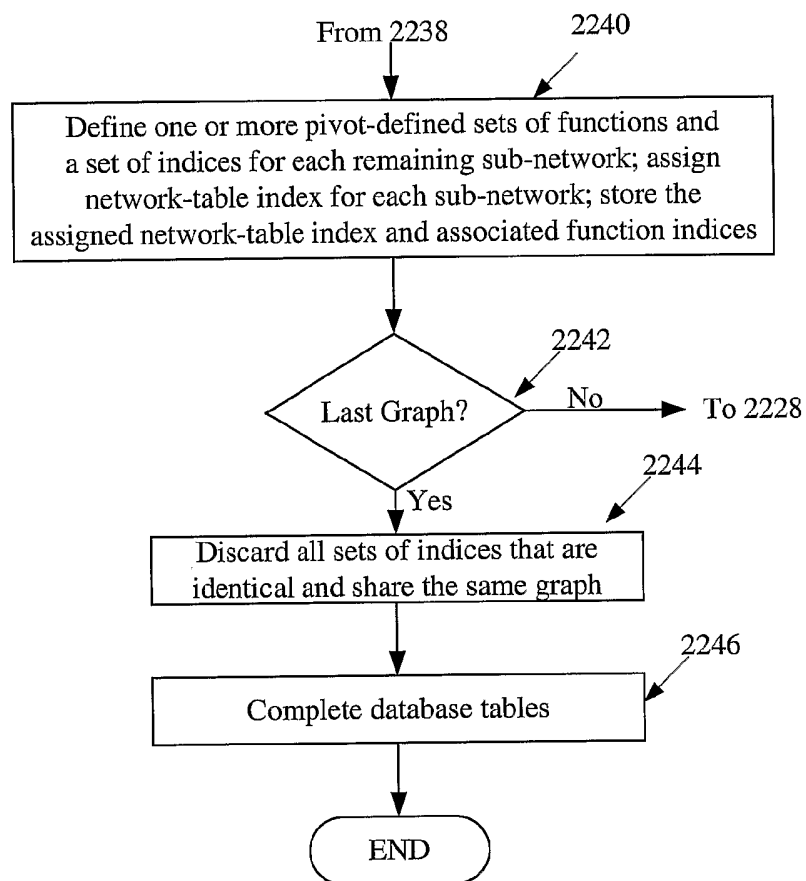 From 2238
2240
Define one or more pivot-defined sets of functions and
a set of indices for each remaining sub-network; assign
network-table index for each sub-network; store the
assigned network-table index and associated function indices
2242
Last Graph?
No
To 2228
Yes
2244
Discard all sets of indices that are
identical and share the same graph
2246
Complete database tables
END